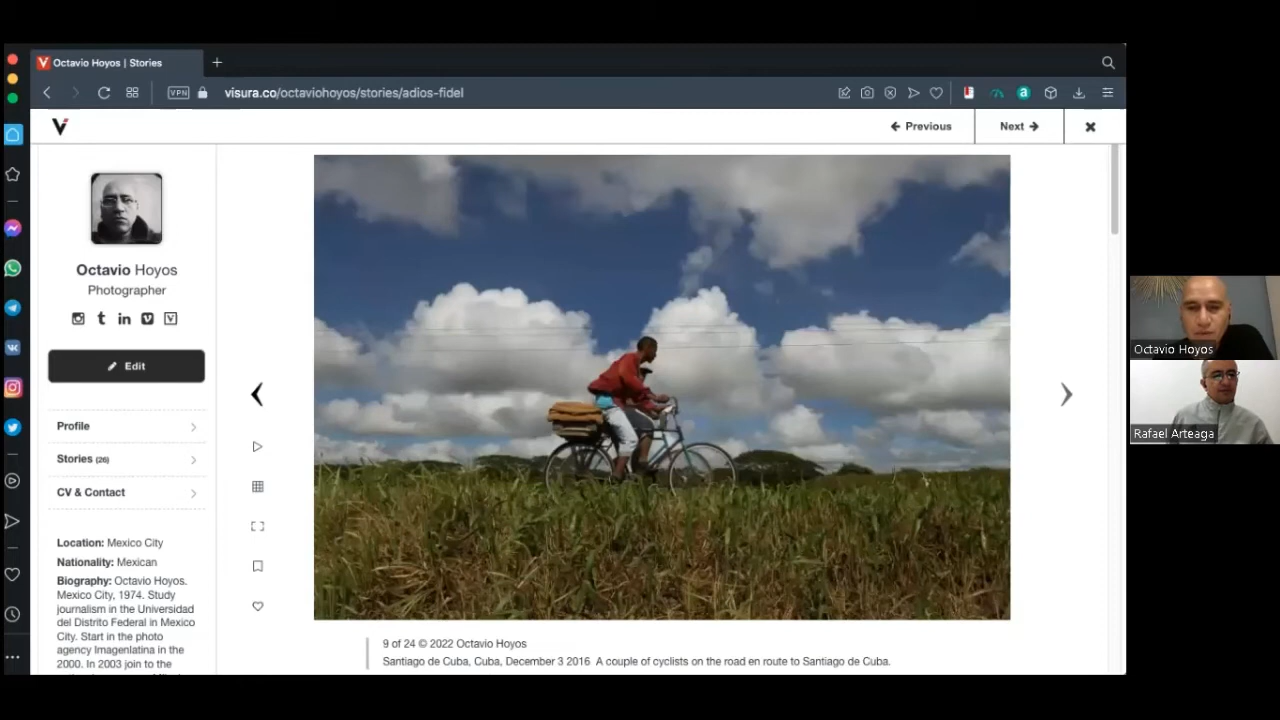 Octavio Hoyos | Stories
VPN
visura.co/octaviohoyos/stories/adios-fidel
Previous
Next
Octavio Hoyos
Photographer
Edit
Profile
Stories (26)
CV & Contact
Location: Mexico City
Nationality: Mexican
Biography: Octavio Hoyos.
Mexico City, 1974. Study
journalism in the Universidad
del Distrito Federal in Mexico
City. Start in the photo
agency Imagenlatina in the
2000. In 2003 join to the
9 of 24 © 2022 Octavio Hoyos
Santiago de Cuba, Cuba, December 3 2016 A couple of cyclists on the road en route to Santiago de Cuba.
Octavio Hoyos
Rafael Arteaga